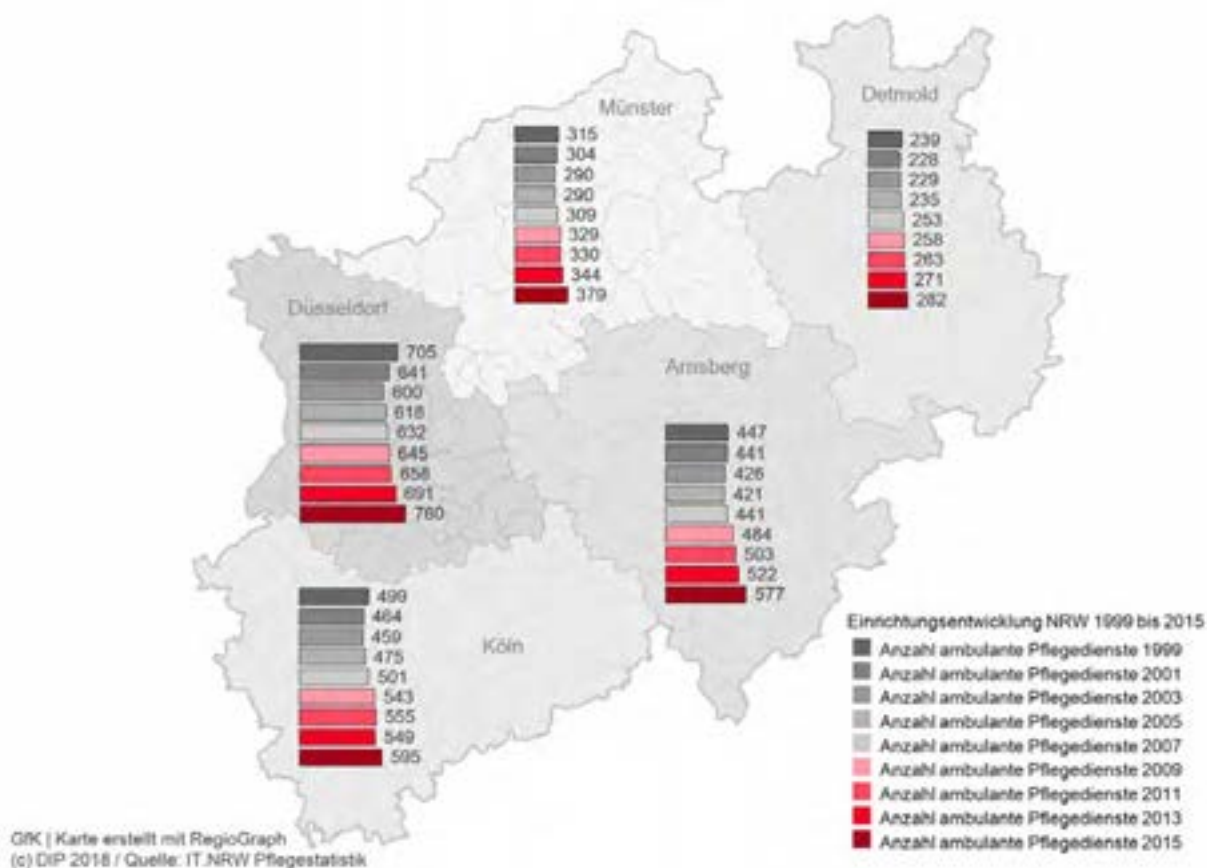 Münster
315
304
290
290
309
329
330
344
379
Detmold
239
228
229
235
253
258
263
271
282
Düsseldorf
705
641
600
618
632
645
658
691
760
Arnsberg
447
441
426
421
441
484
503
522
577
Köln
499
464
459
475
501
543
555
549
595
Einrichtungsentwicklung NRW 1999 bis 2015
Anzahl ambulante Pflegedienste 1999
Anzahl ambulante Pflegedienste 2001
Anzahl ambulante Pflegedienste 2003
Anzahl ambulante Pflegedienste 2005
Anzahl ambulante Pflegedienste 2007
Anzahl ambulante Pflegedienste 2009
Anzahl ambulante Pflegedienste 2011
Anzahl ambulante Pflegedienste 2013
Anzahl ambulante Pflegedienste 2015
GfK | Karte erstellt mit RegioGraph
(c) DIP 2018 / Quelle: IT.NRW Pflegestatistik